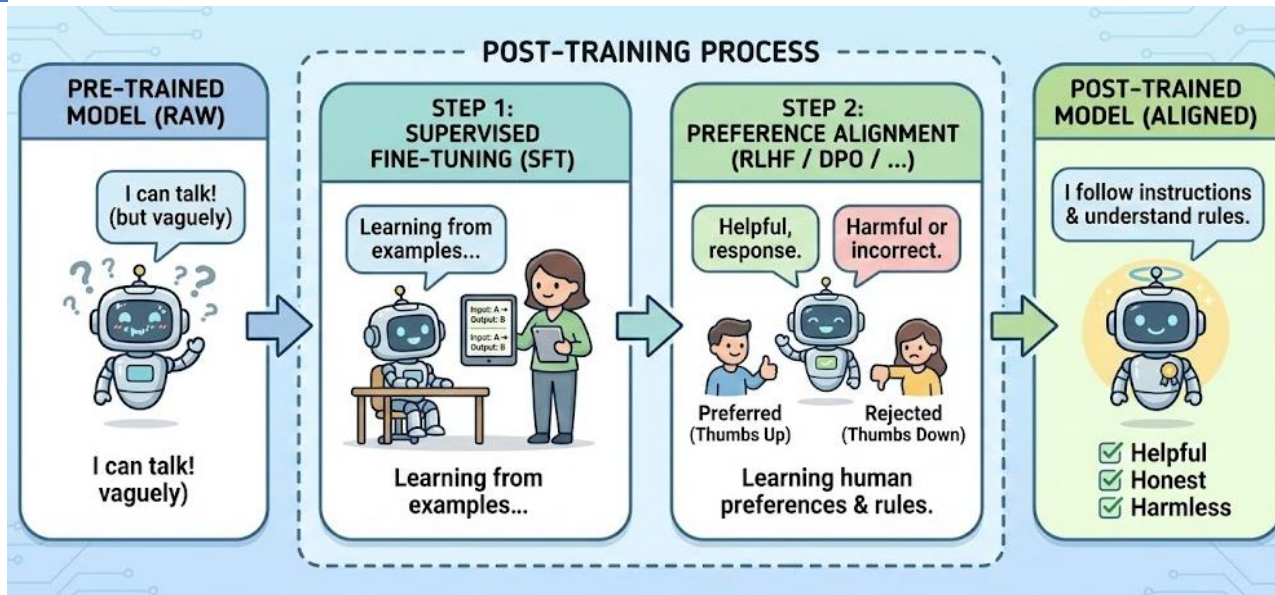 POST-TRAINING PROCESS
PRE-TRAINED
MODEL (RAW)
I can talk!
(but vaguely)
? ? ? ? ?
I can talk!
vaguely)
STEP 1:
SUPERVISED
FINE-TUNING (SFT)
Learning from
examples...
Input: A →
Output: B
Input: A →
Output: B
Learning from
examples...
STEP 2:
PREFERENCE ALIGNMENT
(RLHF / DPO / ...)
Helpful,
response.
Harmful or
incorrect.
Preferred
(Thumbs Up)
Rejected
(Thumbs Down)
Learning human
preferences & rules.
POST-TRAINED
MODEL (ALIGNED)
I follow instructions
& understand rules.
Helpful
Honest
Harmless